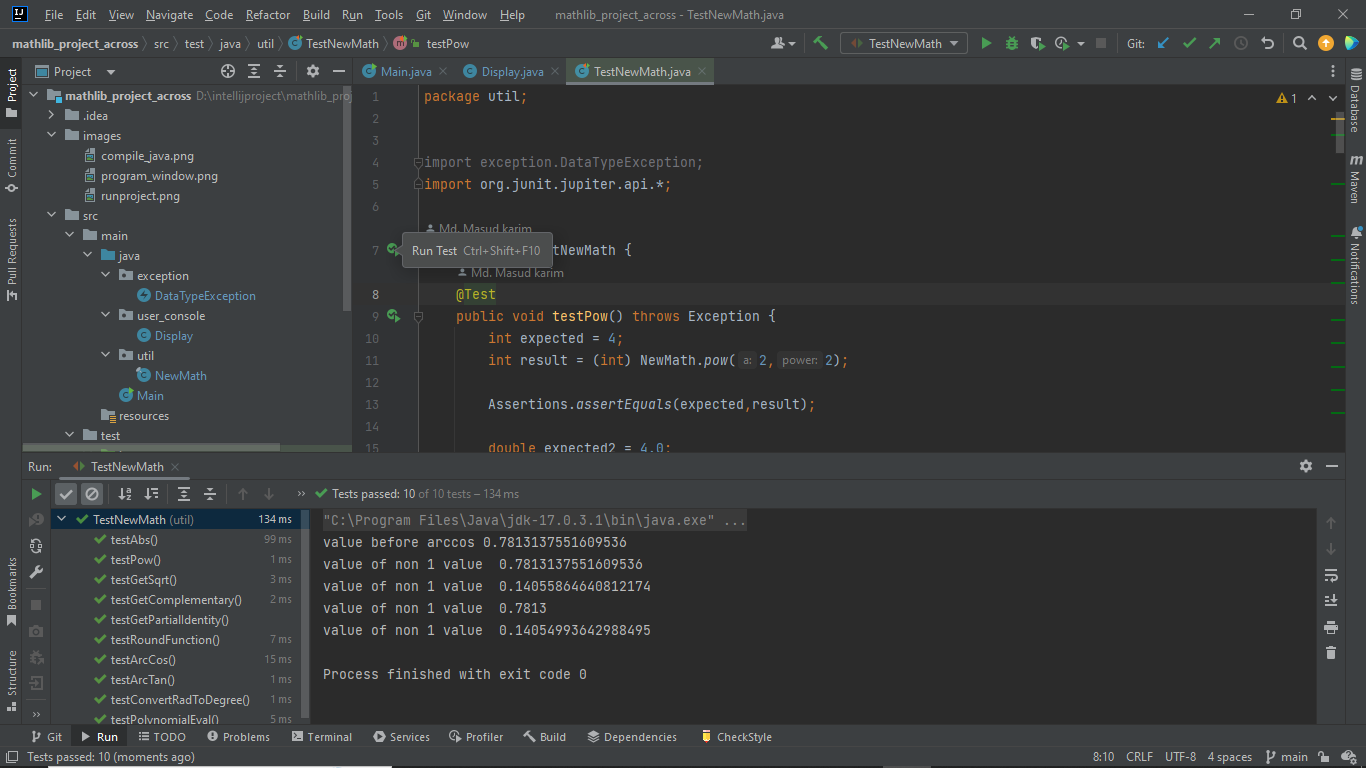 File Edit View Navigate Code Refactor Build Run Tools Git Window Help mathlib_project_across - TestNewMath.java
mathlib_project_across src test java util TestNewMath testPow TestNewMath Git:
Project
Main.java Display.java TestNewMath.java
Project
Commit
Pull Requests
Bookmarks
Structure
mathlib_project_across D:\intellijproject\mathlib_proj
.idea
images
compile_java.png
program_window.png
runproject.png
src
main
java
exception
DataTypeException
user_console
Display
util
NewMath
Main
resources
test
1 package util;
2
3
4 import exception.DataTypeException;
5 import org.junit.jupiter.api.*;
6
Md. Masud karim
7 tNewMath {
Run Test Ctrl+Shift+F10
Md. Masud karim
8 @Test
9 public void testPow() throws Exception {
10 int expected = 4;
11 int result = (int) NewMath.pow( a: 2, power: 2);
12
13 Assertions.assertEquals(expected,result);
14
15 double expected2 = 4.0;
1
Database
Maven
Notifications
Run: TestNewMath
Tests passed: 10 of 10 tests – 134 ms
TestNewMath (util) 134 ms
testAbs() 99 ms
testPow() 1 ms
testGetSqrt() 3 ms
testGetComplementary() 2 ms
testGetPartialIdentity()
testRoundFunction() 7 ms
testArcCos() 15 ms
testArcTan() 1 ms
testConvertRadToDegree() 1 ms
testPolynomialEval() 5 ms
"C:\Program Files\Java\jdk-17.0.3.1\bin\java.exe" ...
value before arccos 0.7813137551609536
value of non 1 value  0.7813137551609536
value of non 1 value  0.14055864640812174
value of non 1 value  0.7813
value of non 1 value  0.14054993642988495
Process finished with exit code 0
Git Run TODO Problems Terminal Services Profiler Build Dependencies CheckStyle
Tests passed: 10 (moments ago) 8:10 CRLF UTF-8 4 spaces main